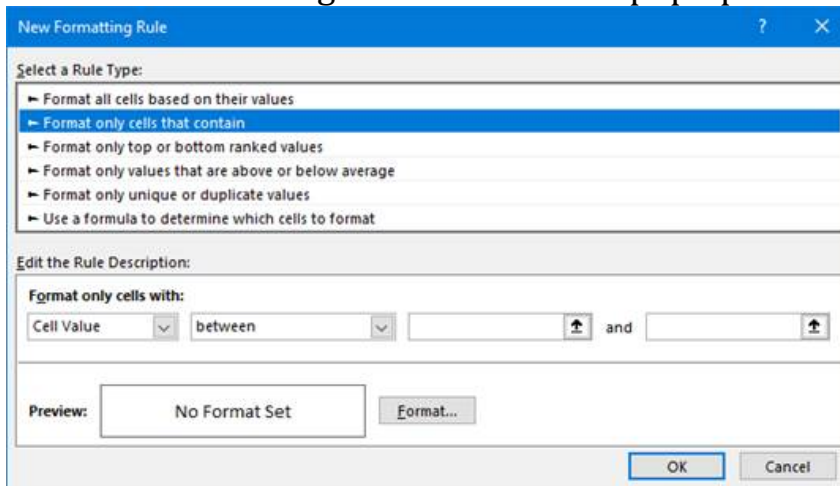 New Formatting Rule ? ×
Select a Rule Type:
► Format all cells based on their values
► Format only cells that contain
► Format only top or bottom ranked values
► Format only values that are above or below average
► Format only unique or duplicate values
► Use a formula to determine which cells to format
Edit the Rule Description:
Format only cells with:
Cell Value between and
Preview: No Format Set Format...
OK Cancel